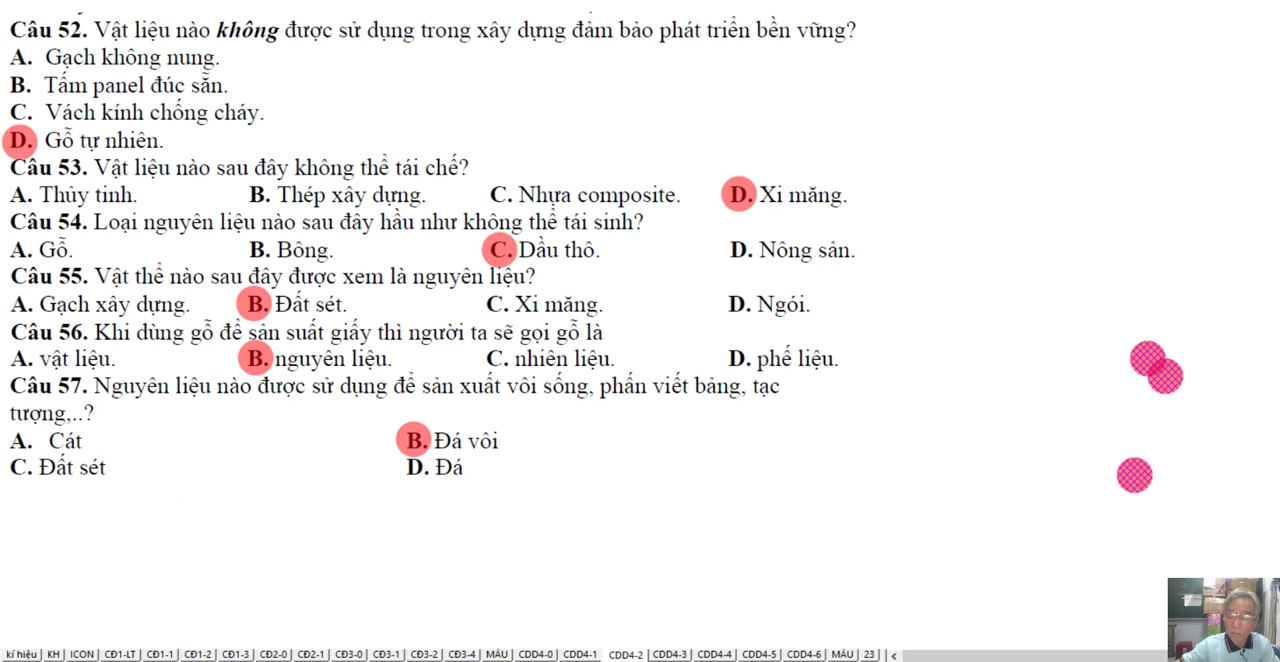 Câu 52. Vật liệu nào không được sử dụng trong xây dựng đảm bảo phát triển bền vững?
A. Gạch không nung.
B. Tấm panel đúc sẵn.
C. Vách kính chống cháy.
D. Gỗ tự nhiên.
Câu 53. Vật liệu nào sau đây không thể tái chế?
A. Thủy tinh. B. Thép xây dựng. C. Nhựa composite. D. Xi măng.
Câu 54. Loại nguyên liệu nào sau đây hầu như không thể tái sinh?
A. Gỗ. B. Bông. C. Dầu thô. D. Nông sản.
Câu 55. Vật thể nào sau đây được xem là nguyên liệu?
A. Gạch xây dựng. B. Đất sét. C. Xi măng. D. Ngói.
Câu 56. Khi dùng gỗ để sản suất giấy thì người ta sẽ gọi gỗ là
A. vật liệu. B. nguyên liệu. C. nhiên liệu. D. phế liệu.
Câu 57. Nguyên liệu nào được sử dụng để sản xuất vôi sống, phấn viết bảng, tạc
tượng,..?
A. Cát B. Đá vôi
C. Đất sét D. Đá
kí hiệu | KH | ICON | CĐ1-LT | CĐ1-1 | CĐ1-2 | CĐ1-3 | CĐ2-0 | CĐ2-1 | CĐ3-0 | CĐ3-1 | CĐ3-2 | CĐ3-4 | MẪU | CDD4-0 | CDD4-1 | CDD4-2 | CDD4-3 | CDD4-4 | CDD4-5 | CDD4-6 | MẪU | 23 | <